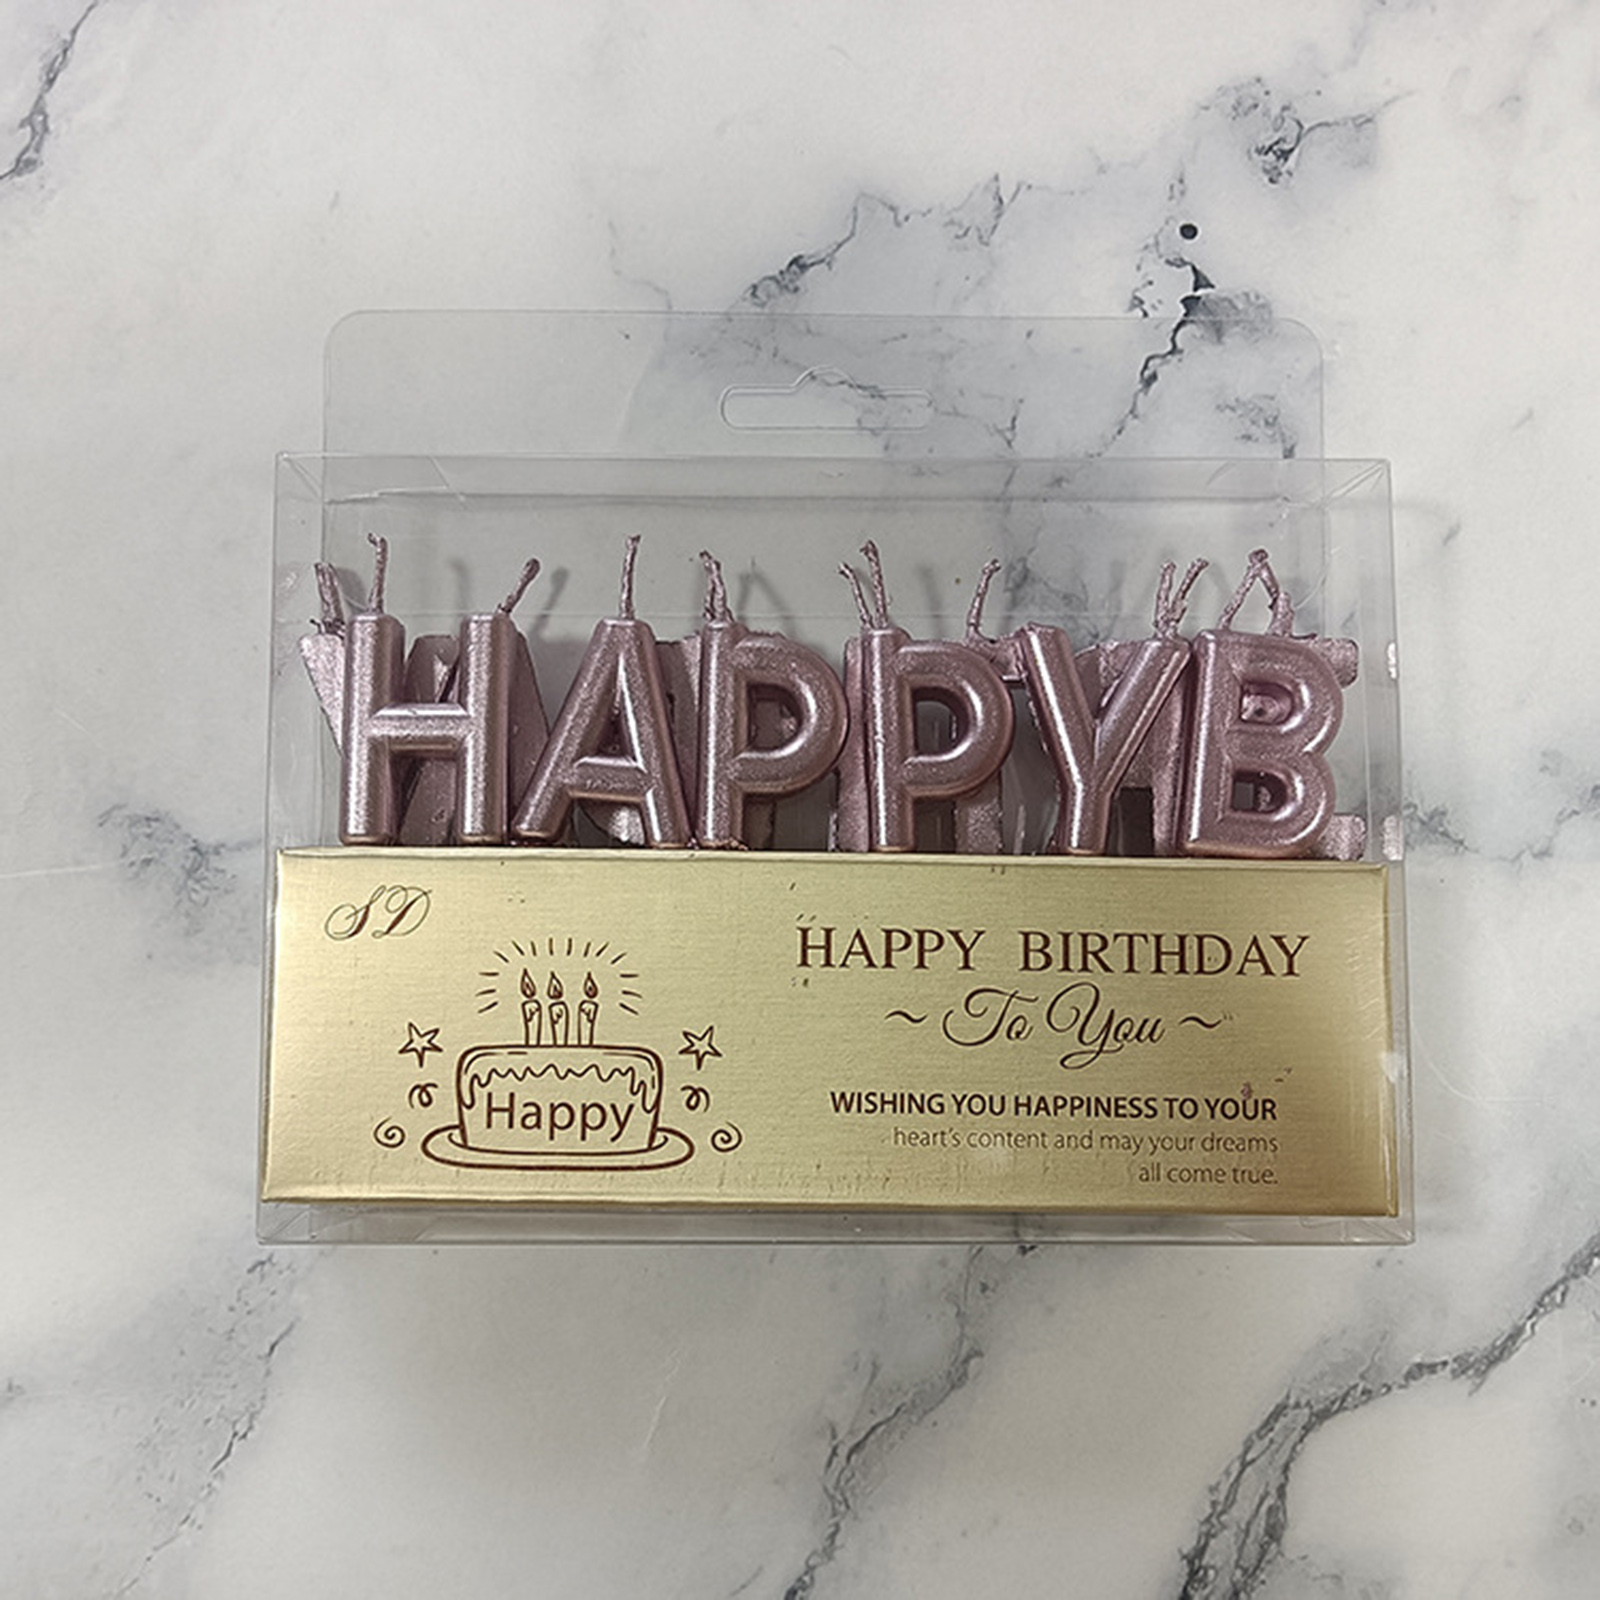 HAPPYB
SD
Happy
HAPPY BIRTHDAY
~ To You ~
WISHING YOU HAPPINESS TO YOUR
heart's content and may your dreams
all come true.